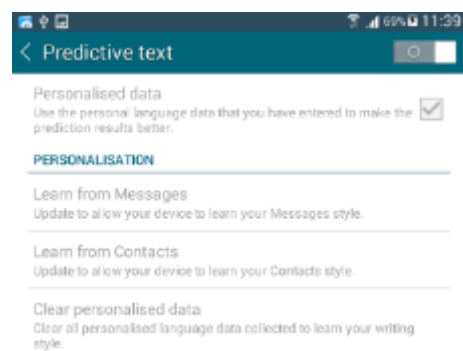 69% 11:39
Predictive text
Personalised data
Use the personal language data that you have entered to make the
prediction results better.
PERSONALISATION
Learn from Messages
Update to allow your device to learn your Messages style.
Learn from Contacts
Update to allow your device to learn your Contacts style.
Clear personalised data
Clear all personalised language data collected to learn your writing
style.